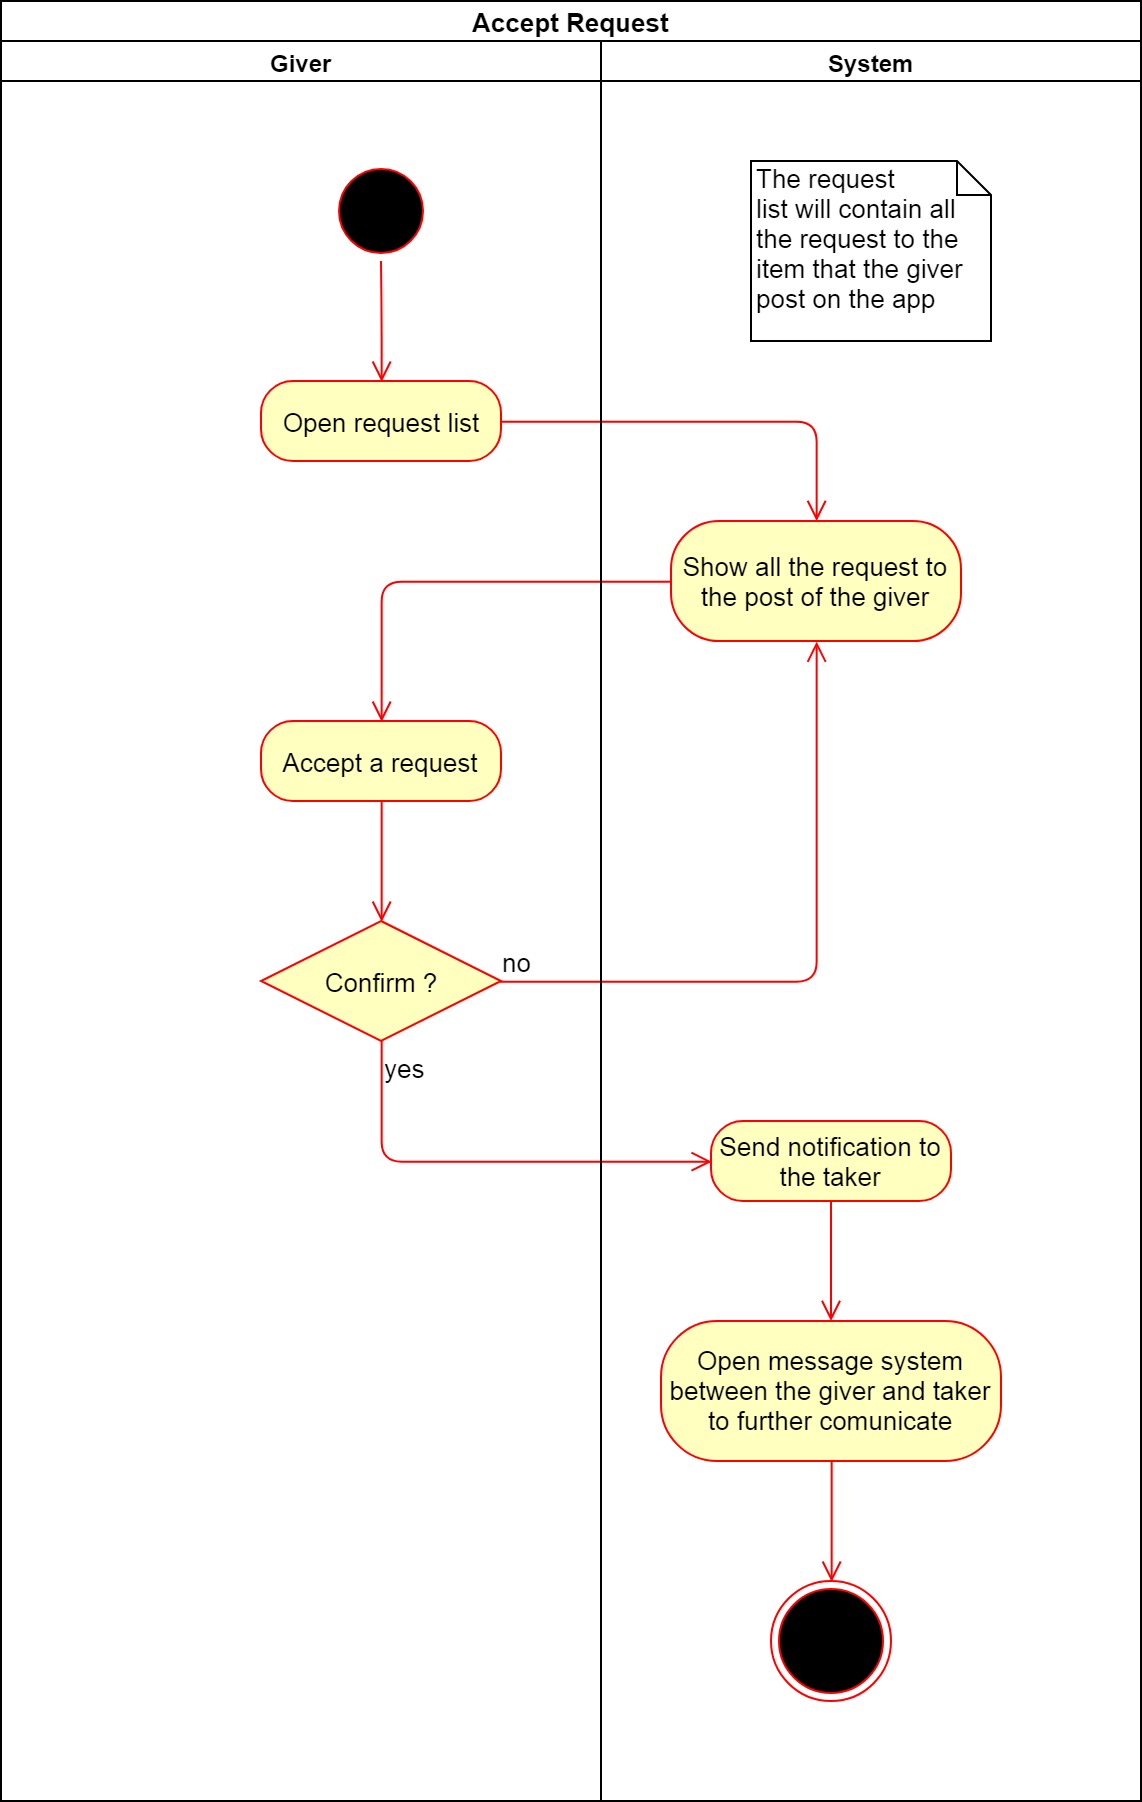 Accept Request
Giver
System
The request
list will contain all
the request to the
item that the giver
post on the app
Open request list
Show all the request to
the post of the giver
Accept a request
Confirm ?
no
yes
Send notification to
the taker
Open message system
between the giver and taker
to further comunicate